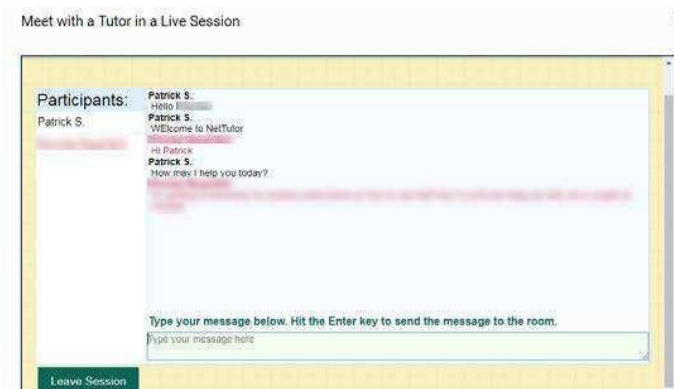 Meet with a Tutor in a Live Session
Participants:
Patrick S.
Patrick S.
Hello
Patrick S.
WElcome to NetTutor
Hi Patrick
Patrick S.
How may I help you today?
Type your message below. Hit the Enter key to send the message to the room.
Type your message here
Leave Session